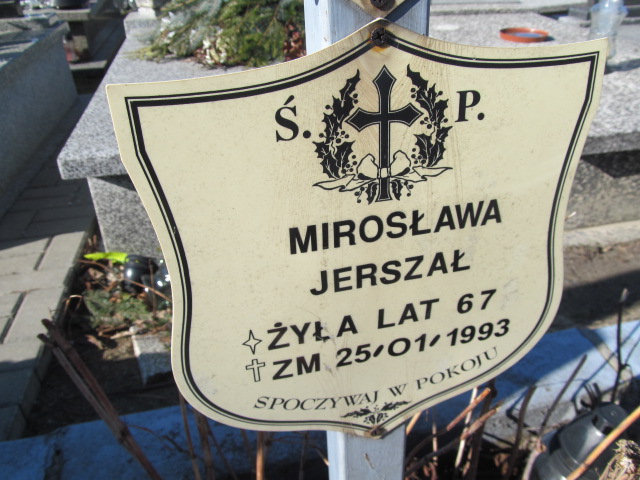 Ś. P.
MIROSŁAWA
JERSZAŁ
ŻYŁA LAT 67
ZM 25/01/1993
SPOCZYWAJ W POKOJU